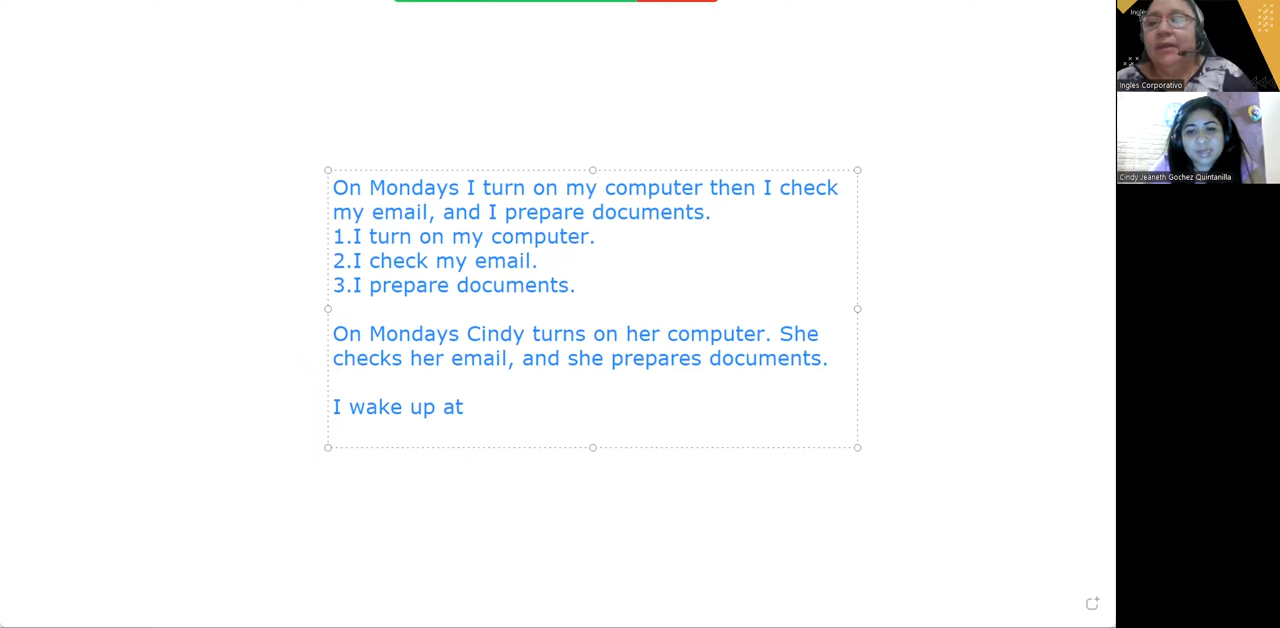 Inglés
Ingles Corporativo
Cindy Jeaneth Gochez Quintanilla
On Mondays I turn on my computer then I check
my email, and I prepare documents.
1.I turn on my computer.
2.I check my email.
3.I prepare documents.
On Mondays Cindy turns on her computer. She
checks her email, and she prepares documents.
I wake up at